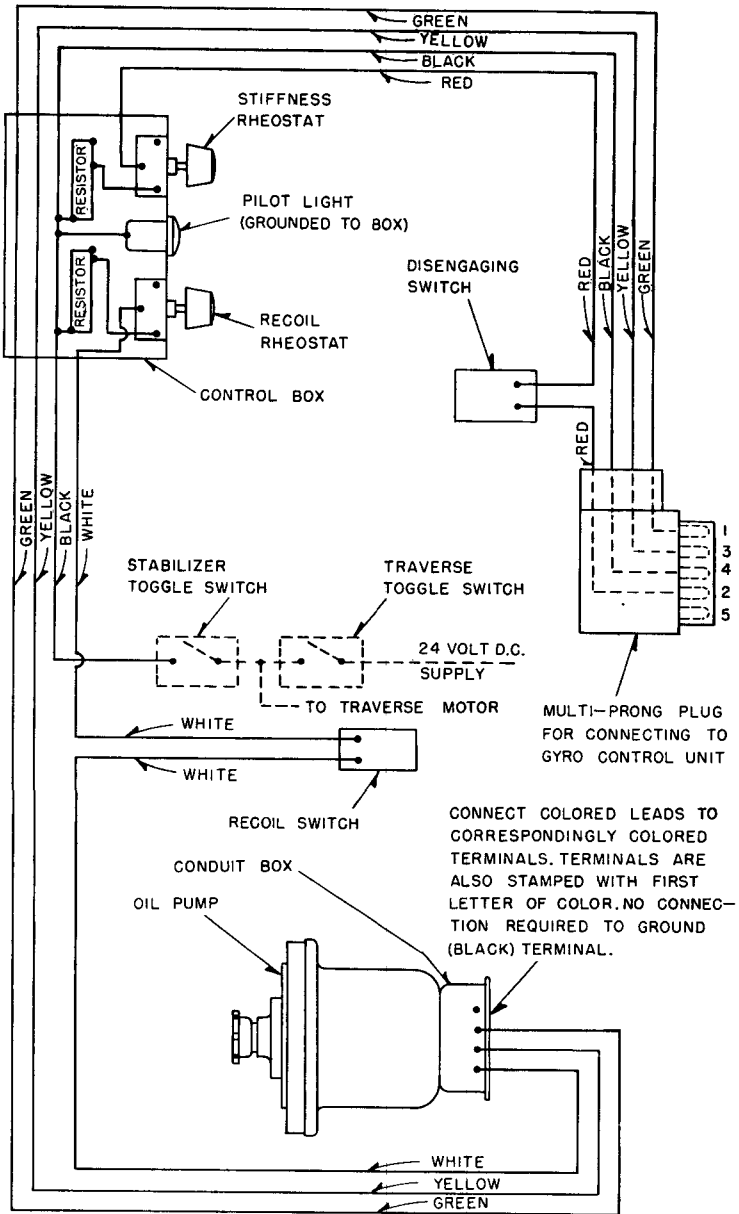 GREEN
YELLOW
BLACK
RED
STIFFNESS
RHEOSTAT
RESISTOR
PILOT LIGHT
(GROUNDED TO BOX)
RESISTOR
RECOIL
RHEOSTAT
CONTROL BOX
DISENGAGING
SWITCH
RED
BLACK
YELLOW
GREEN
RED
1
3
4
2
5
GREEN
YELLOW
BLACK
WHITE
STABILIZER
TOGGLE SWITCH
TRAVERSE
TOGGLE SWITCH
24 VOLT D.C.
SUPPLY
TO TRAVERSE MOTOR
MULTI-PRONG PLUG
FOR CONNECTING TO
GYRO CONTROL UNIT
WHITE
WHITE
RECOIL SWITCH
CONNECT COLORED LEADS TO
CORRESPONDINGLY COLORED
TERMINALS. TERMINALS ARE
ALSO STAMPED WITH FIRST
LETTER OF COLOR. NO CONNEC-
TION REQUIRED TO GROUND
(BLACK) TERMINAL.
CONDUIT BOX
OIL PUMP
WHITE
YELLOW
GREEN